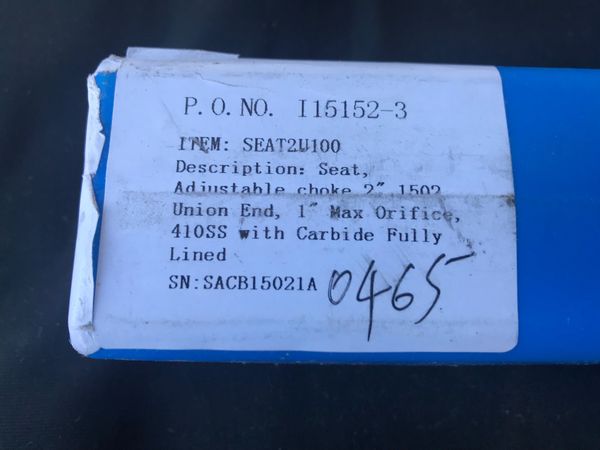 P.O.NO. I15152-3
ITEM: SEAT2U100
Description: Seat,
Adjustable choke 2" 1502
Union End, 1" Max Orifice,
410SS with Carbide Fully
Lined
SN:SACB15021A 0465